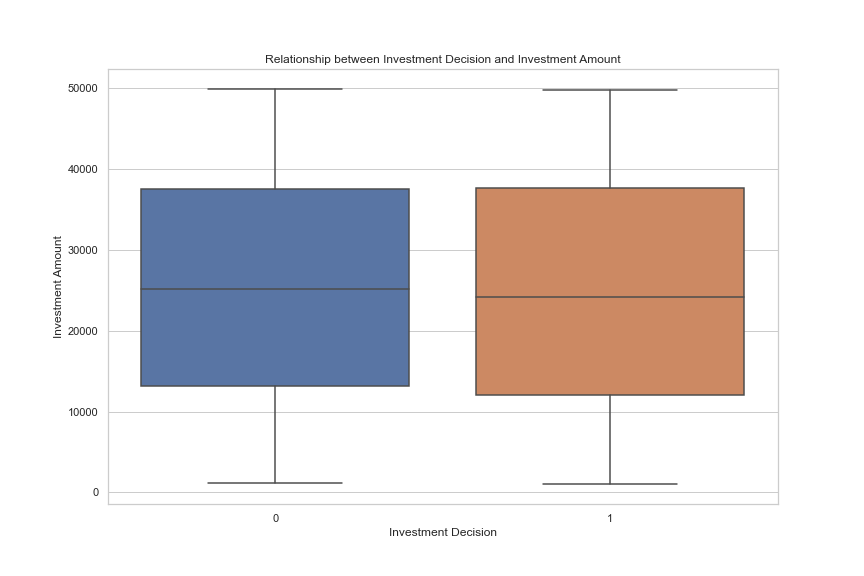 Relationship between Investment Decision and Investment Amount
50000
40000
30000
20000
10000
0
Investment Amount
0
1
Investment Decision